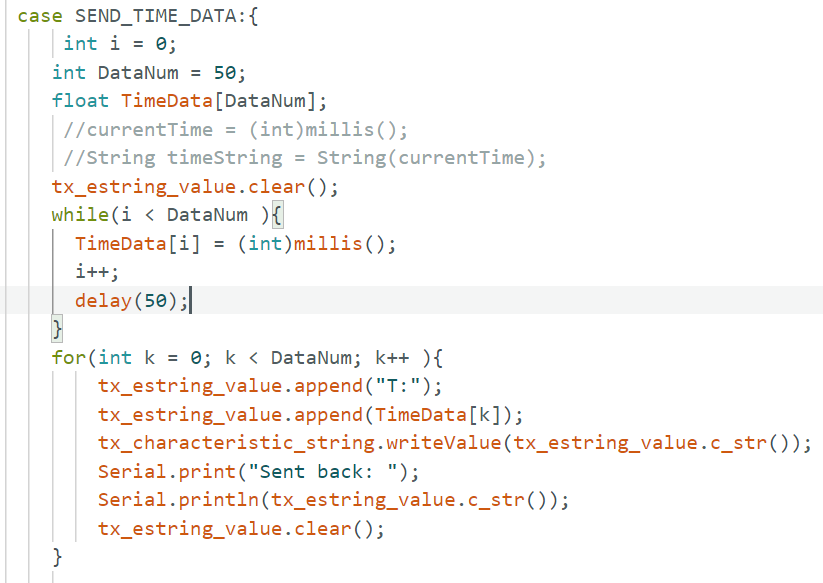 case SEND_TIME_DATA:{
int i = 0;
int DataNum = 50;
float TimeData[DataNum];
//currentTime = (int)millis();
//String timeString = String(currentTime);
tx_estring_value.clear();
while(i < DataNum ){
TimeData[i] = (int)millis();
i++;
delay(50);
}
for(int k = 0; k < DataNum; k++ ){
tx_estring_value.append("T:");
tx_estring_value.append(TimeData[k]);
tx_characteristic_string.writeValue(tx_estring_value.c_str());
Serial.print("Sent back: ");
Serial.println(tx_estring_value.c_str());
tx_estring_value.clear();
}